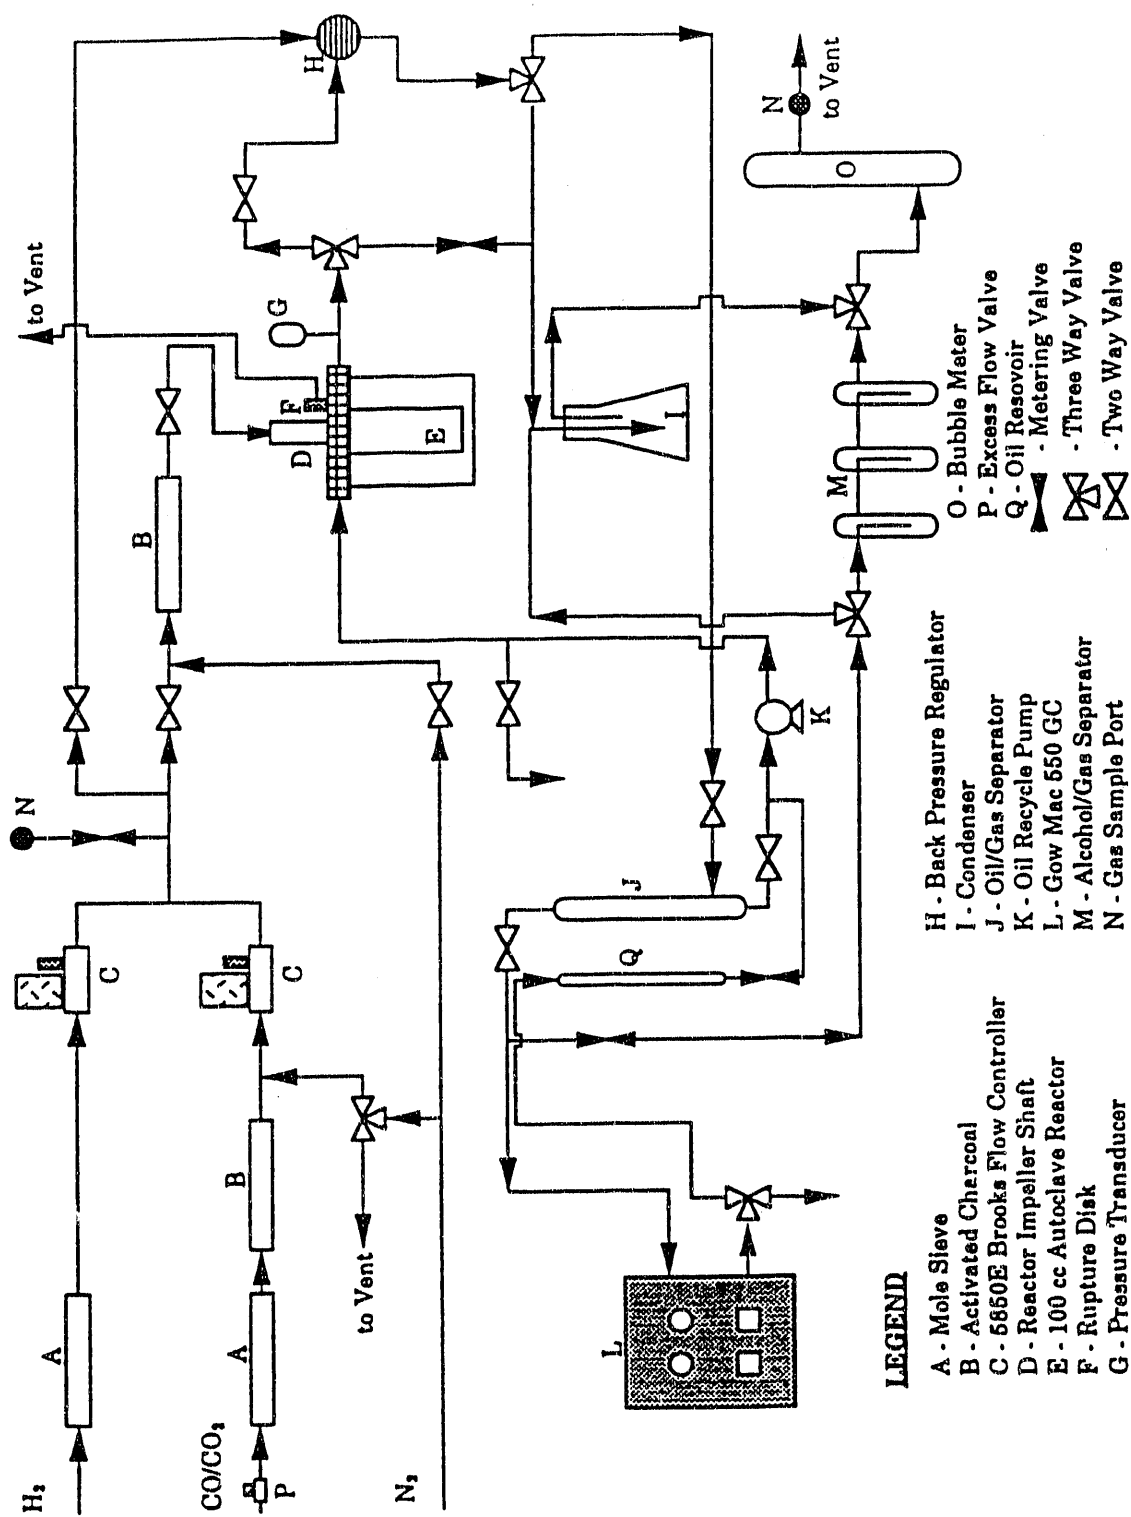 H₂
A
C
N
CO/CO₂
P
A
B
C
B
to Vent
N₂
to Vent
D
F
E
G
H
I
J
Q
K
L
M
N
to Vent
O
LEGEND
A - Mole Sieve
B - Activated Charcoal
C - 5850E Brooks Flow Controller
D - Reactor Impeller Shaft
E - 100 cc Autoclave Reactor
F - Rupture Disk
G - Pressure Transducer
H - Back Pressure Regulator
I - Condenser
J - Oil/Gas Separator
K - Oil Recycle Pump
L - Gow Mac 550 GC
M - Alcohol/Gas Separator
N - Gas Sample Port
O - Bubble Meter
P - Excess Flow Valve
Q - Oil Resovoir
- Metering Valve
- Three Way Valve
- Two Way Valve